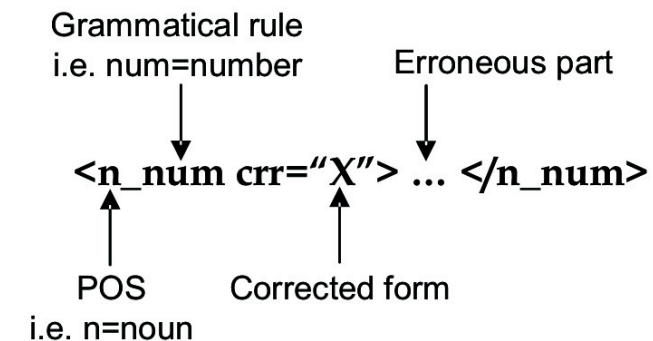 Grammatical rule
i.e. num=number
Erroneous part
<n_num crr=“X”> ... </n_num>
POS
i.e. n=noun
Corrected form